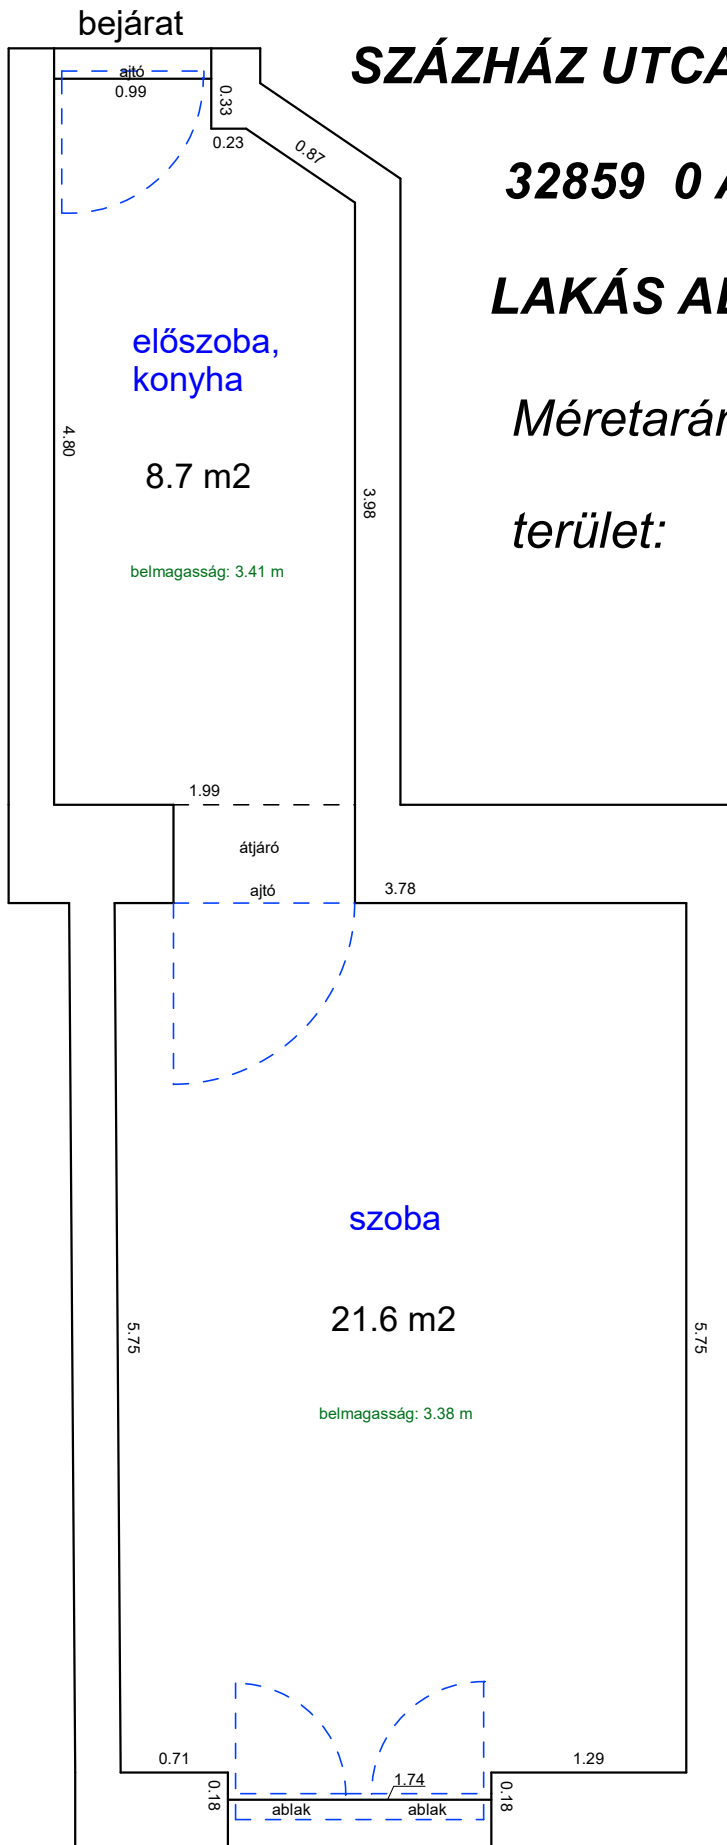 bejárat
SZÁZHÁZ UTCA
ajtó
0.99
0.33
0.23
0.87
32859 0 A
LAKÁS
előszoba,
konyha
Méretarán
4.80
8.7 m2
3.98
terület:
belmagasság: 3.41 m
1.99
átjáró
ajtó
3.78
szoba
21.6 m2
5.75
5.75
belmagasság: 3.38 m
0.71
1.29
0.18
1.74
0.18
ablak
ablak